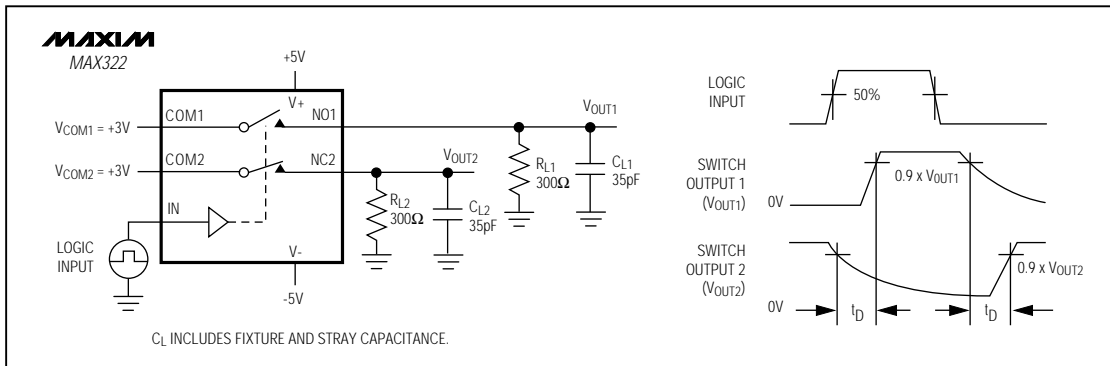 MAXIM
MAX322
+5V
V+
COM1
NO1
VCOM1 = +3V
VOUT1
COM2
NC2
VCOM2 = +3V
VOUT2
RL1
300Ω
CL1
35pF
RL2
300Ω
CL2
35pF
IN
LOGIC
INPUT
V-
-5V
CL INCLUDES FIXTURE AND STRAY CAPACITANCE.
LOGIC
INPUT
50%
SWITCH
OUTPUT 1
(VOUT1)
0V
0.9 x VOUT1
SWITCH
OUTPUT 2
(VOUT2)
0V
0.9 x VOUT2
tD
tD